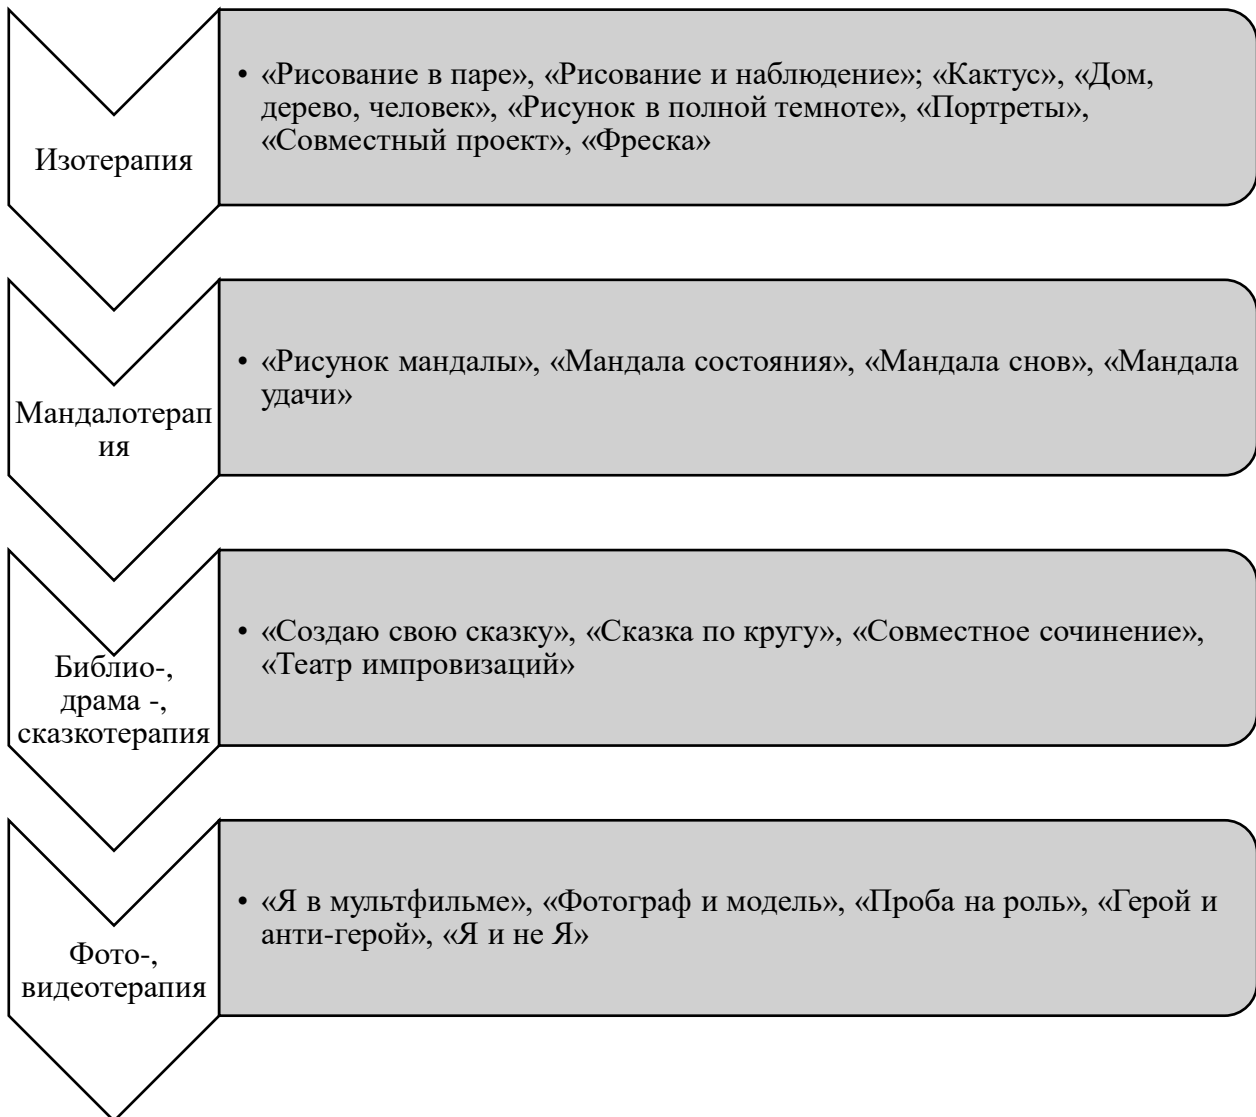 Изотерапия
• «Рисование в паре», «Рисование и наблюдение»; «Кактус», «Дом,
дерево, человек», «Рисунок в полной темноте», «Портреты»,
«Совместный проект», «Фреска»
Мандалотерап
ия
• «Рисунок мандалы», «Мандала состояния», «Мандала снов», «Мандала
удачи»
Библио-,
драма -,
сказкотерапия
• «Создаю свою сказку», «Сказка по кругу», «Совместное сочинение»,
«Театр импровизаций»
Фото-,
видеотерапия
• «Я в мультфильме», «Фотограф и модель», «Проба на роль», «Герой и
анти-герой», «Я и не Я»